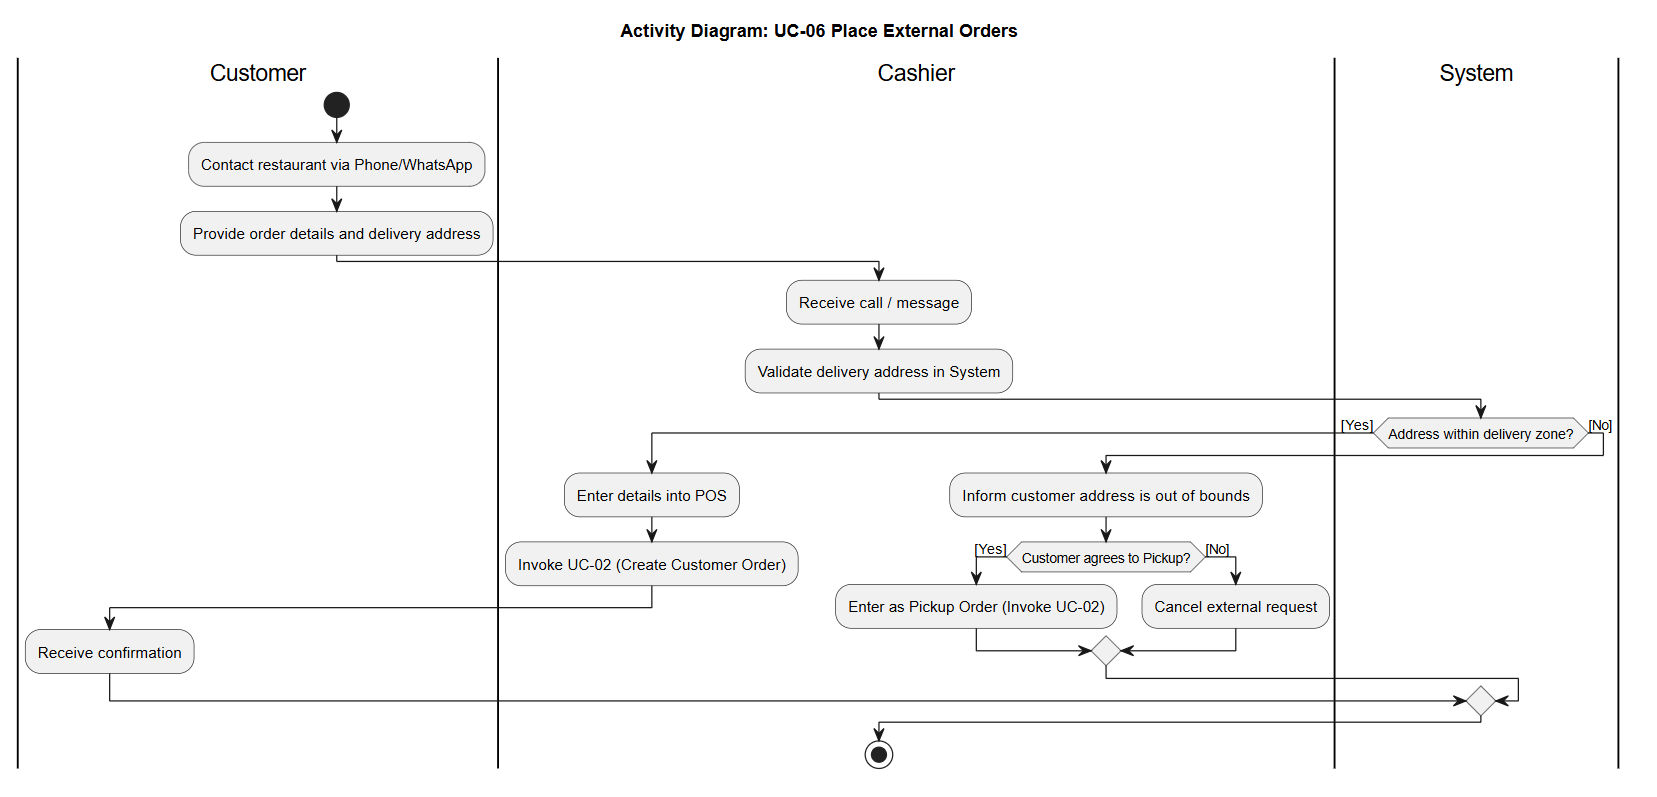 Activity Diagram: UC-06 Place External Orders
Customer
Cashier
System
Contact restaurant via Phone/WhatsApp
Provide order details and delivery address
Receive call / message
Validate delivery address in System
[Yes]
Address within delivery zone?
[No]
Enter details into POS
Inform customer address is out of bounds
Invoke UC-02 (Create Customer Order)
[Yes]
Customer agrees to Pickup?
[No]
Enter as Pickup Order (Invoke UC-02)
Cancel external request
Receive confirmation